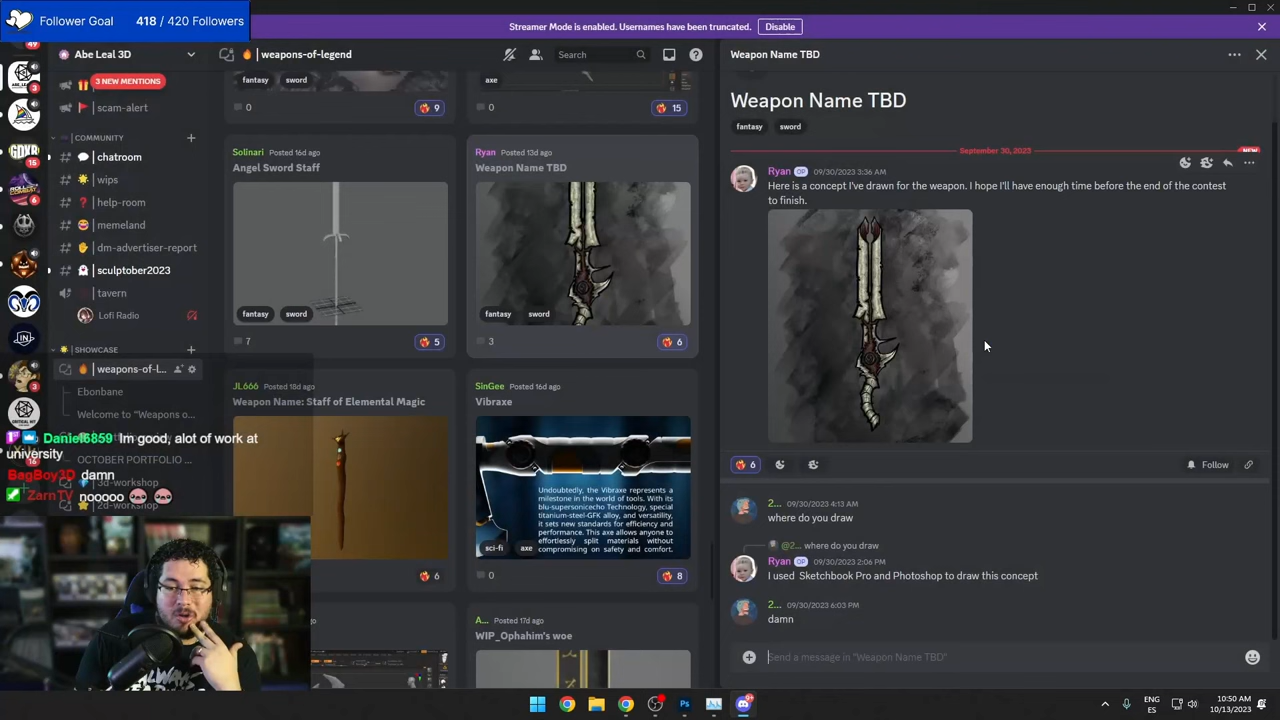 Follower Goal 418 / 420 Followers
Streamer Mode is enabled. Usernames have been truncated. Disable
Abe Leal 3D
3 NEW MENTIONS
scam-alert
COMMUNITY
chatroom
wips
help-room
memeland
dm-advertiser-report
sculptober2023
tavern
Lofi Radio
SHOWCASE
weapons-of-l...
Ebonbane
Welcome to "Weapons o...
OCTOBER PORTFOLIO ...
3d-workshop
2d-workshop
Daniel6859 Im good, alot of work at
university
BagBoy3D damn
ZarnTV nooooo
weapons-of-legend
Search
fantasy sword
0
9
axe
0
15
Solinari Posted 16d ago
Angel Sword Staff
fantasy sword
7
5
Ryan Posted 13d ago
Weapon Name TBD
fantasy sword
3
6
JL666 Posted 18d ago
Weapon Name: Staff of Elemental Magic
6
SinGee Posted 16d ago
Vibraxe
Undoubtedly, the Vibraxe represents a
milestone in the world of tools. With its
blu-supersonicecho Technology, special
titanium-steel-GFK alloy, and versatility,
it sets new standards for efficiency and
performance. This axe allows anyone to
effortlessly split materials without
compromising on safety and comfort.
sci-fi axe
0
8
A... Posted 17d ago
WIP_Ophahim's woe
Weapon Name TBD
Weapon Name TBD
fantasy sword
September 30, 2023
NEW
Ryan OP 09/30/2023 3:36 AM
Here is a concept I've drawn for the weapon. I hope I'll have enough time before the end of the contest
to finish.
6
Follow
2... 09/30/2023 4:13 AM
where do you draw
@2... where do you draw
Ryan OP 09/30/2023 2:06 PM
I used Sketchbook Pro and Photoshop to draw this concept
2... 09/30/2023 6:03 PM
damn
Send a message in "Weapon Name TBD"
ENG
ES
10:50 AM
10/13/2023